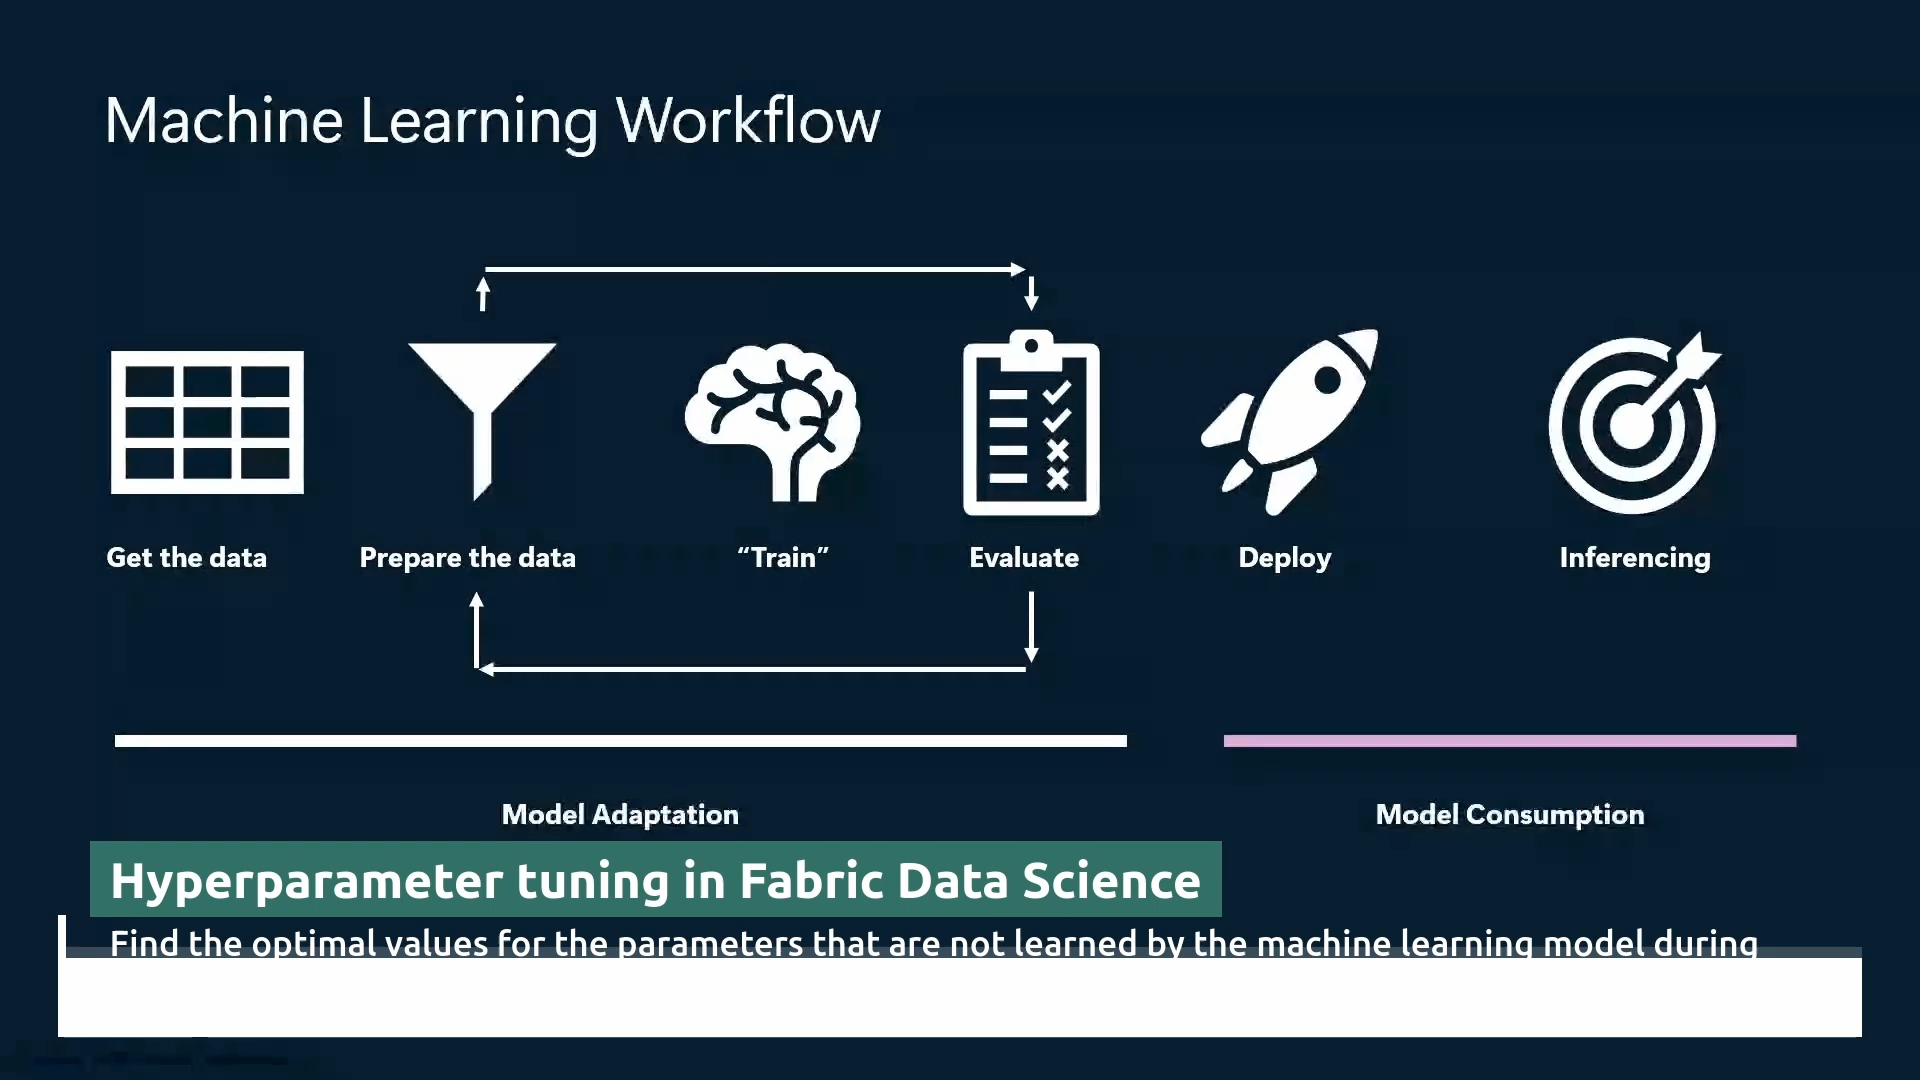 Machine Learning Workflow
Get the data
Prepare the data
“Train”
Evaluate
Deploy
Inferencing
Model Adaptation
Model Consumption
Hyperparameter tuning in Fabric Data Science
Find the optimal values for the parameters that are not learned by the machine learning model during